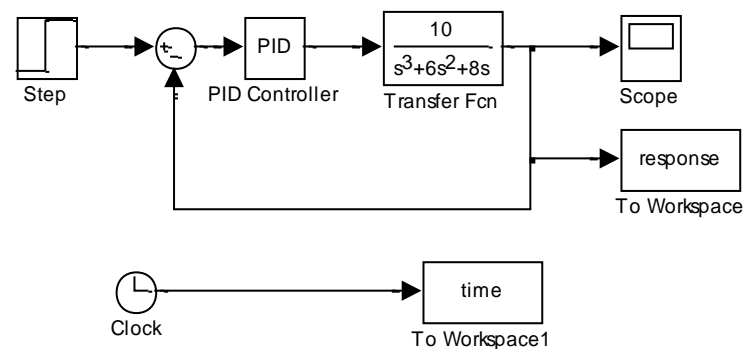 Step
+
-
PID
PID Controller
10
s3+6s2+8s
Transfer Fcn
Scope
response
To Workspace
Clock
time
To Workspace1